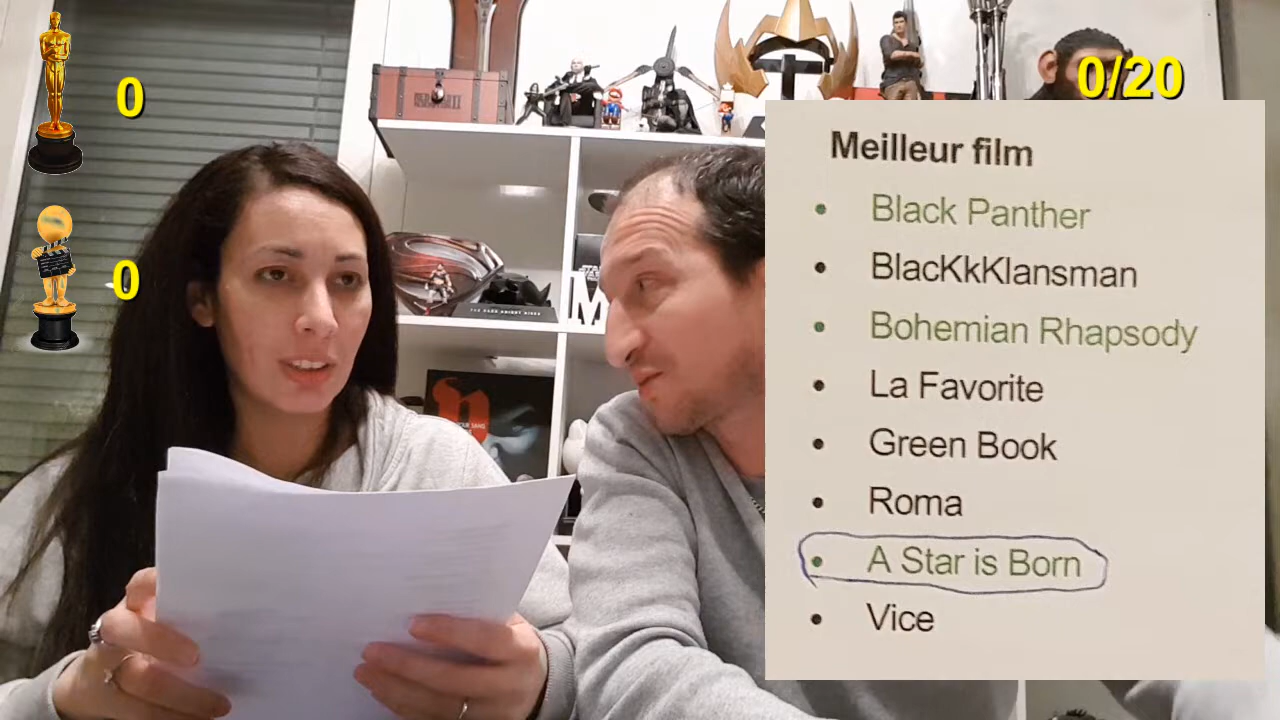 0
0
0/20
Meilleur film
Black Panther
BlacKkKlansman
Bohemian Rhapsody
La Favorite
Green Book
Roma
A Star is Born
Vice